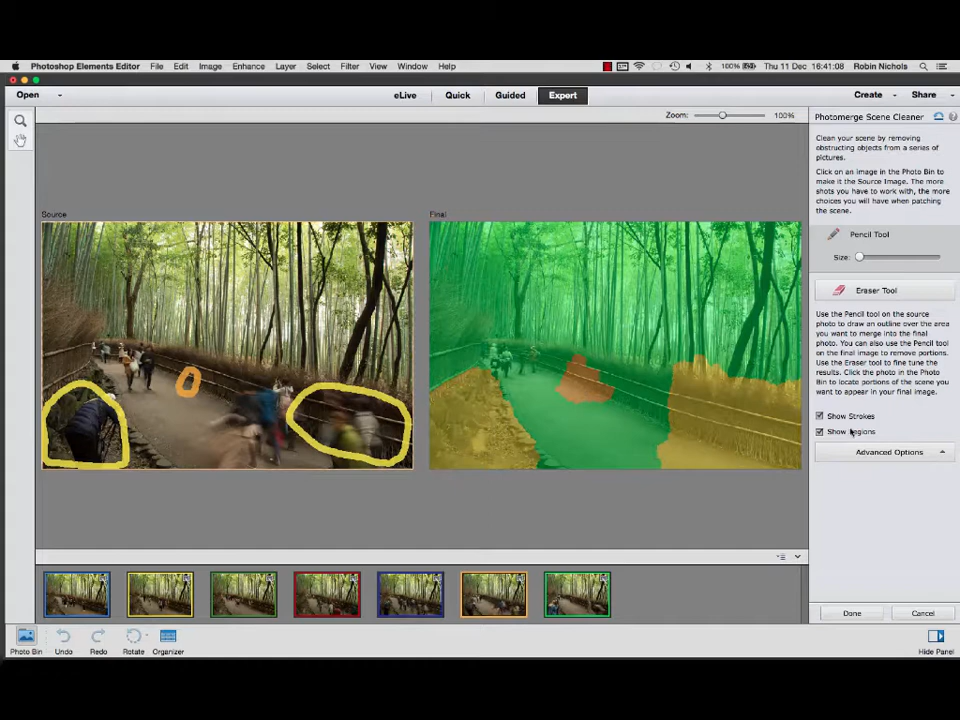 Photoshop Elements Editor File Edit Image Enhance Layer Select Filter View Window Help 100% Thu 11 Dec 16:41:08 Robin Nichols
Open eLive Quick Guided Expert Create Share
Zoom: 100% Photomerge Scene Cleaner
Clean your scene by removing
obstructing objects from a series of
pictures.
Click on an image in the Photo Bin to
make it the Source Image. The more
shots you have to work with, the more
choices you will have when patching
the scene.
Source Final
Pencil Tool
Size:
Eraser Tool
Use the Pencil tool on the source
photo to draw an outline over the area
you want to merge into the final
photo. You can also use the Pencil tool
on the final image to remove portions.
Use the Eraser tool to fine tune the
results. Click the photo in the Photo
Bin to locate portions of the scene you
want to appear in your final image.
Show Strokes
Show Regions
Advanced Options
Done Cancel
Photo Bin Undo Redo Rotate Organizer Hide Panel